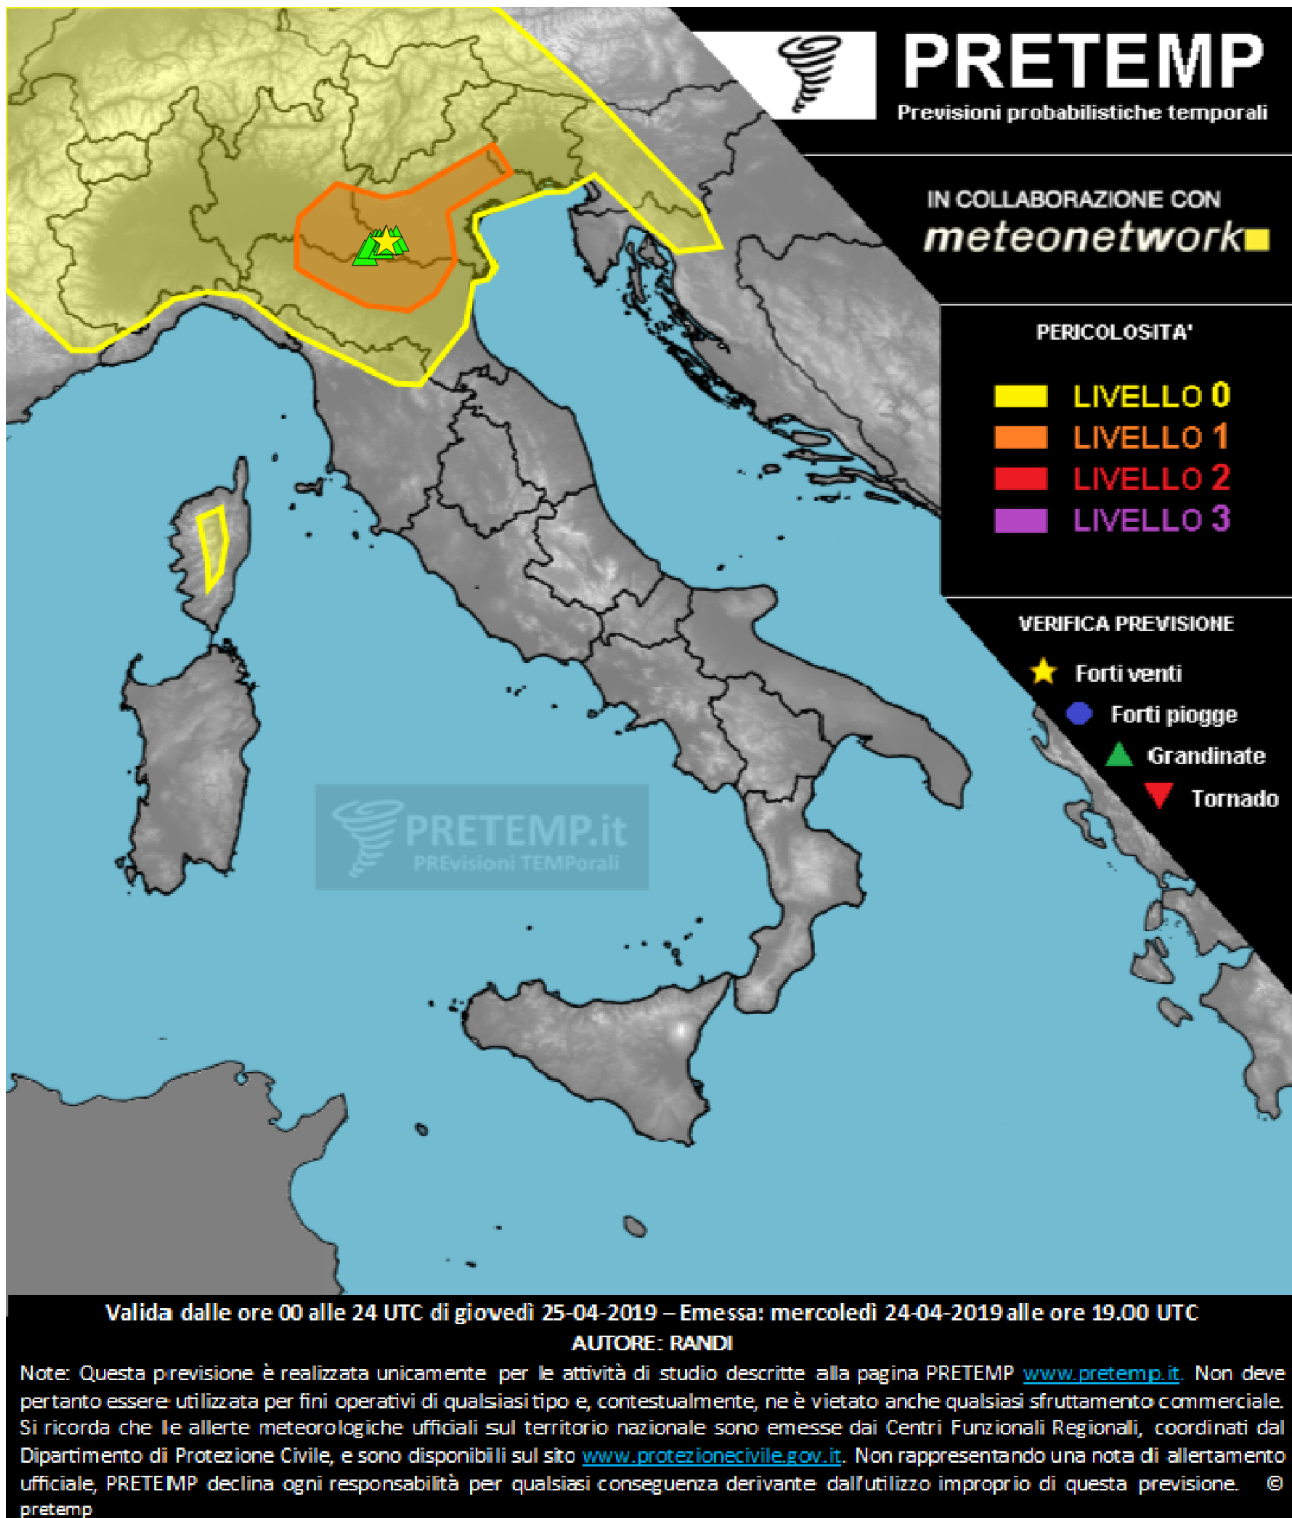 PRETEMP
Previsioni probabilistiche temporali
IN COLLABORAZIONE CON
meteonetwork
PERICOLOSITA'
LIVELLO 0
LIVELLO 1
LIVELLO 2
LIVELLO 3
VERIFICA PREVISIONE
Forti venti
Forti piogge
Grandinate
Tornado
PRETEMP.it
PREvisioni TEMPorali
Valida dalle ore 00 alle 24 UTC di giovedì 25-04-2019 – Emessa: mercoledì 24-04-2019 alle ore 19.00 UTC
AUTORE: RANDI
Note: Questa previsione è realizzata unicamente per le attività di studio descritte alla pagina PRETEMP www.pretemp.it. Non deve
pertanto essere utilizzata per fini operativi di qualsiasi tipo e, contestualmente, ne è vietato anche qualsiasi sfruttamento commerciale.
Si ricorda che le allerte meteorologiche ufficiali sul territorio nazionale sono emesse dai Centri Funzionali Regionali, coordinati dal
Dipartimento di Protezione Civile, e sono disponibili sul sito www.protezionecivile.gov.it. Non rappresentando una nota di allertamento
ufficiale, PRETEMP declina ogni responsabilità per qualsiasi conseguenza derivante dall'utilizzo improprio di questa previsione. ©
pretemp